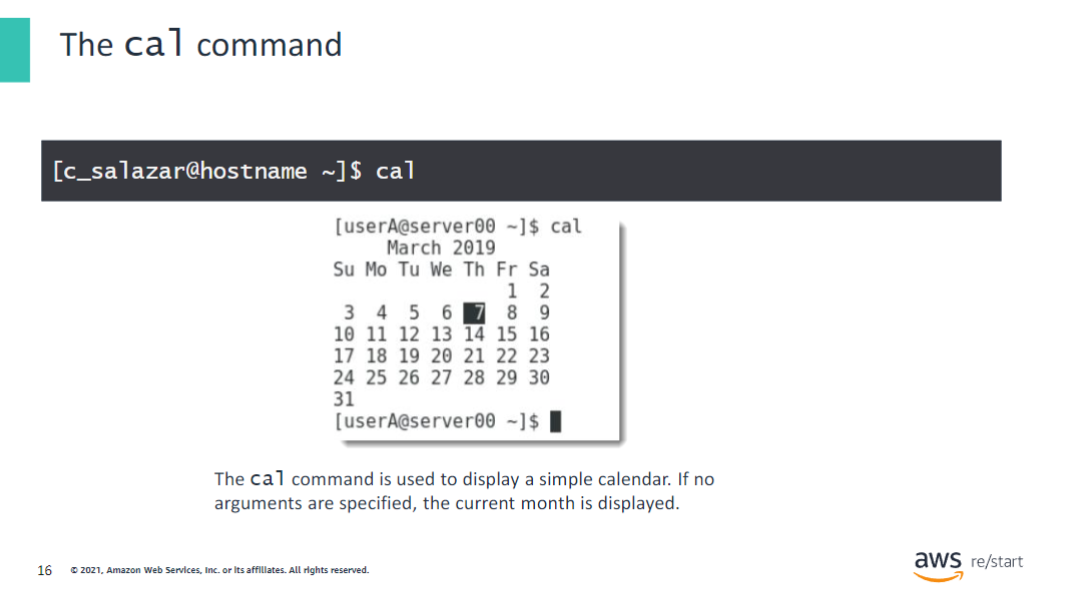 The cal command
[c_salazar@hostname ~]$ cal
[userA@server00 ~]$ cal
March 2019
Su Mo Tu We Th Fr Sa
1 2
3 4 5 6 7 8 9
10 11 12 13 14 15 16
17 18 19 20 21 22 23
24 25 26 27 28 29 30
31
[userA@server00 ~]$
The cal command is used to display a simple calendar. If no
arguments are specified, the current month is displayed.
16 © 2021, Amazon Web Services, Inc. or its affiliates. All rights reserved.
aws re/start